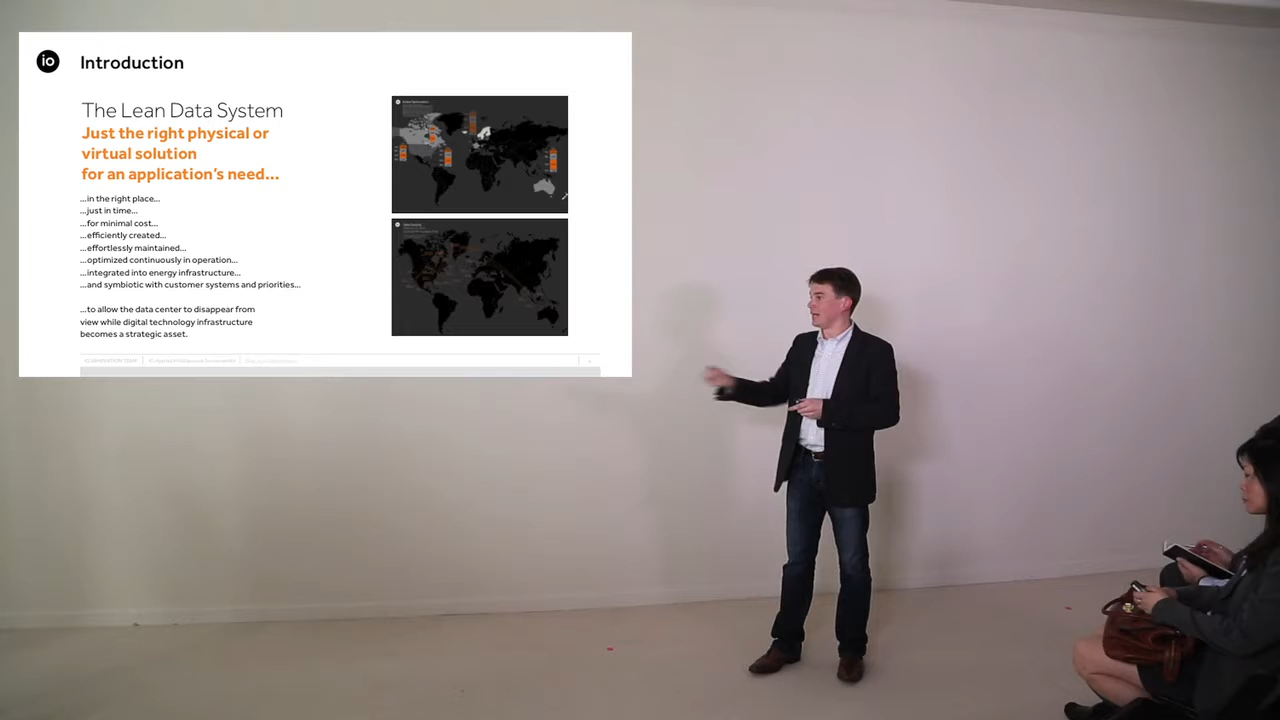 io
Introduction
The Lean Data System
Just the right physical or
virtual solution
for an application's need...
...in the right place...
...just in time...
...for minimal cost...
...efficiently created...
...effortlessly maintained...
...optimized continuously in operation...
...integrated into energy infrastructure...
...and symbiotic with customer systems and priorities...
...to allow the data center to disappear from
view while digital technology infrastructure
becomes a strategic asset.